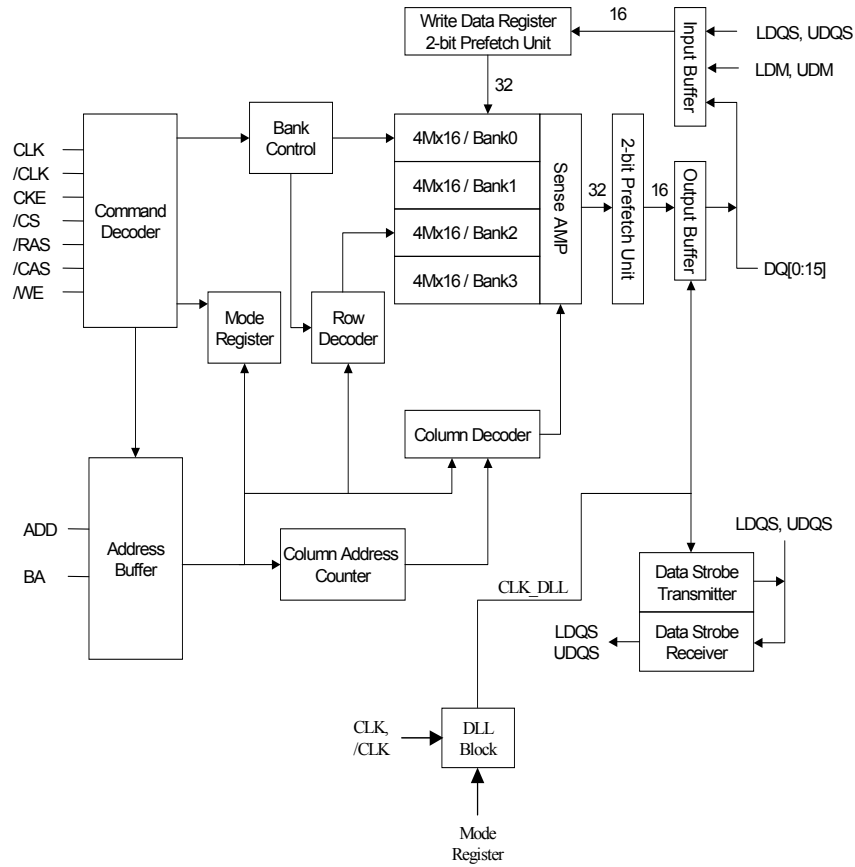 Write Data Register
2-bit Prefetch Unit
16
Input Buffer
LDQS, UDQS
LDM, UDM
32
CLK
/CLK
CKE
/CS
/RAS
/CAS
/WE
Command
Decoder
Bank
Control
4Mx16 / Bank0
4Mx16 / Bank1
4Mx16 / Bank2
4Mx16 / Bank3
Sense AMP
32
2-bit Prefetch Unit
16
Output Buffer
DQ[0:15]
Mode
Register
Row
Decoder
Column Decoder
ADD
BA
Address
Buffer
Column Address
Counter
CLK_DLL
LDQS, UDQS
Data Strobe
Transmitter
Data Strobe
Receiver
LDQS
UDQS
CLK,
/CLK
DLL
Block
Mode
Register